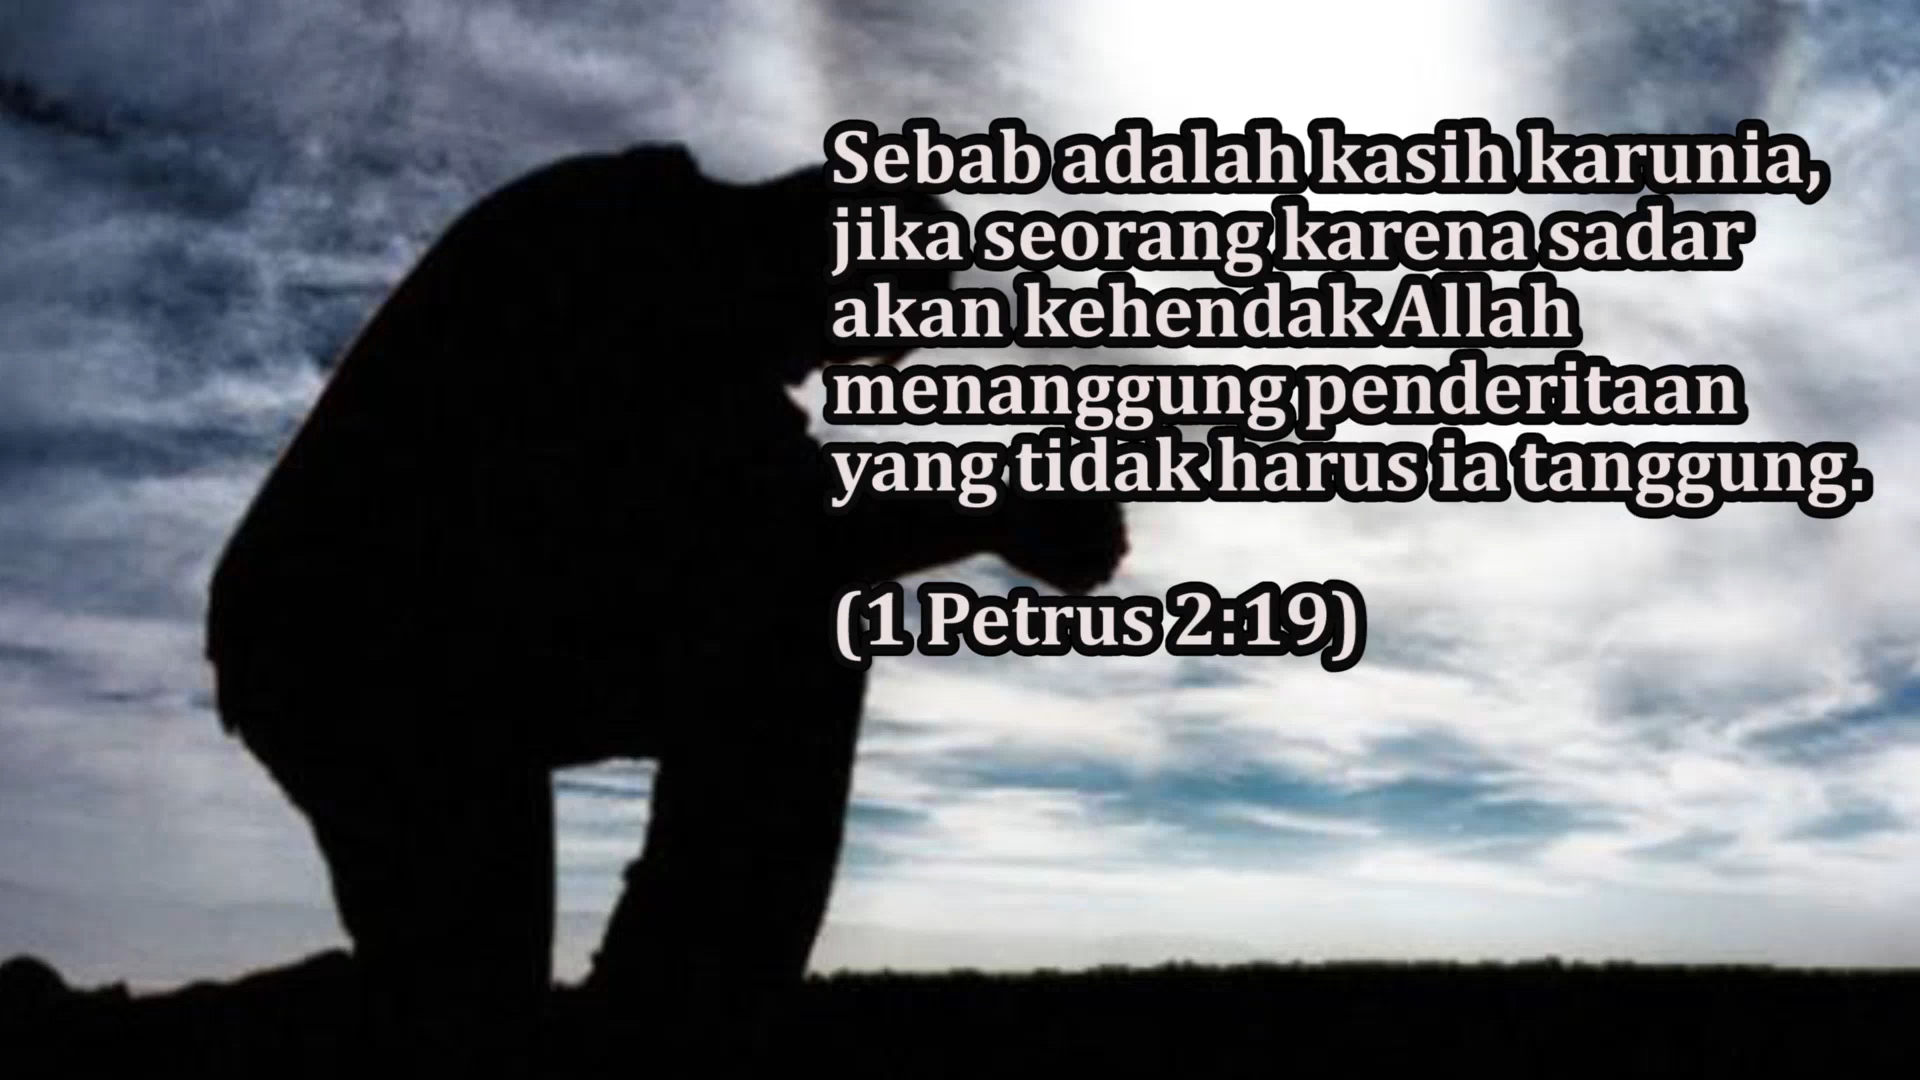 Sebab adalah kasih karunia,
jika seorang karena sadar
akan kehendak Allah
menanggung penderitaan
yang tidak harus ia tanggung.
(1 Petrus 2:19)